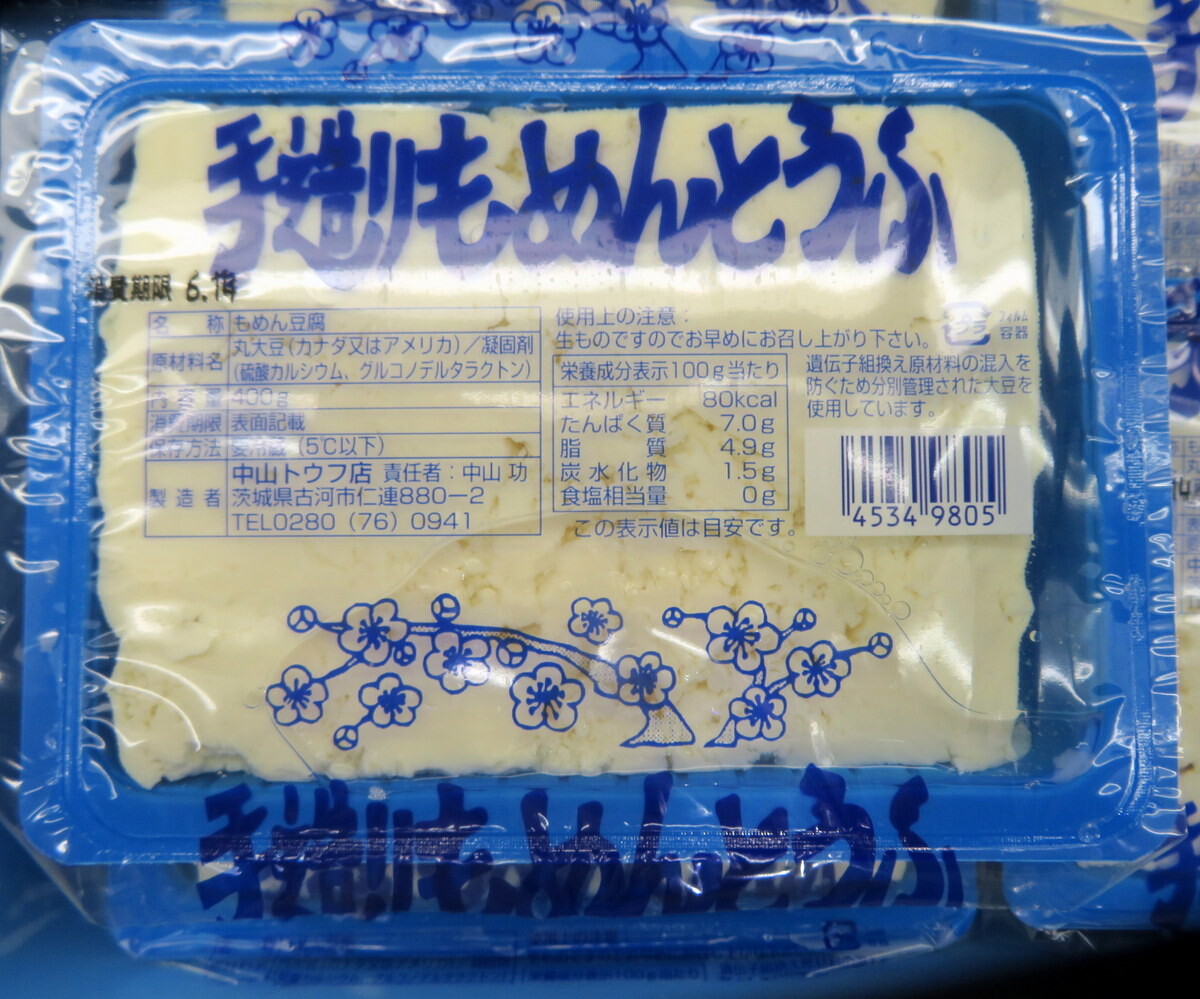 手造りもめんとうふ
消費期限 6.14
名 称 もめん豆腐
原材料名 丸大豆(カナダ又はアメリカ)/凝固剤
(硫酸カルシウム、グルコノデルタラクトン)
内容量 400g
消費期限 表面記載
保存方法 要冷蔵 (5℃以下)
製造者 中山トウフ店 責任者:中山 功
茨城県古河市仁連880ー2
TEL0280 (76) 0941
使用上の注意:
生ものですのでお早めにお召し上がり下さい。
栄養成分表示100g当たり
エネルギー 80kcal
たんぱく質 7.0g
脂 質 4.9g
炭水化物 1.5g
食塩相当量 0g
この表示値は目安です。
プラ
フィルム
容器
遺伝子組換え原材料の混入を
防ぐため分別管理された大豆を
使用しています。
4534 9805
手造りもめんとうふ